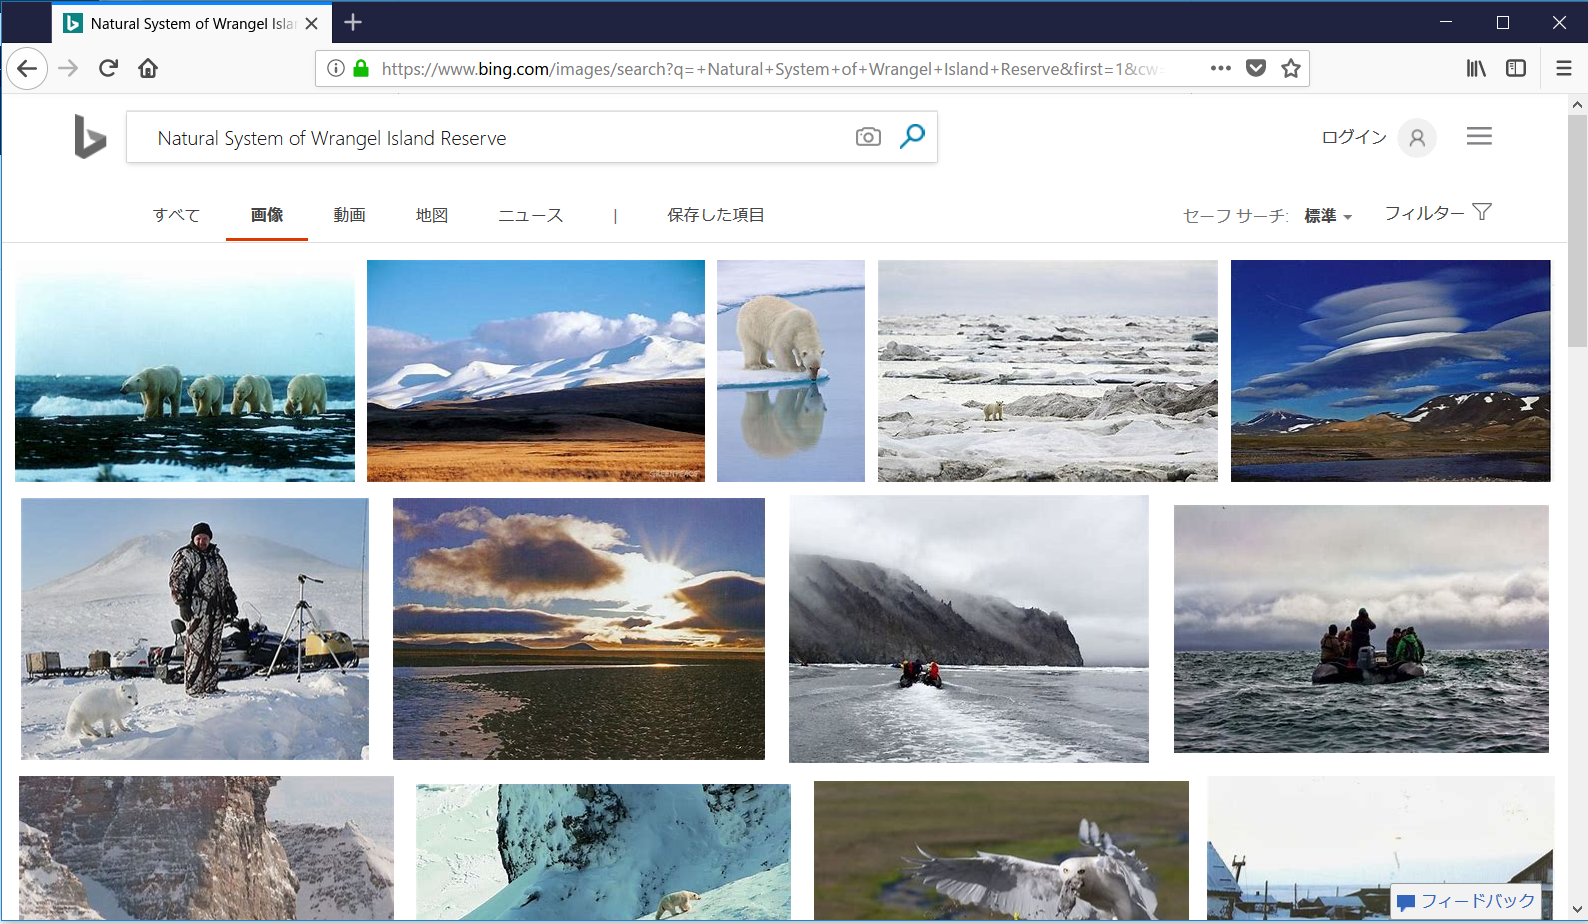 Natural System of Wrangel Islan
https://www.bing.com/images/search?q=+Natural+System+of+Wrangel+Island+Reserve&first=1&cw=
Natural System of Wrangel Island Reserve
ログイン
すべて 画像 動画 地図 ニュース | 保存した項目
セーフ サーチ: 標準 フィルター
GREENPEACE
フィードバック